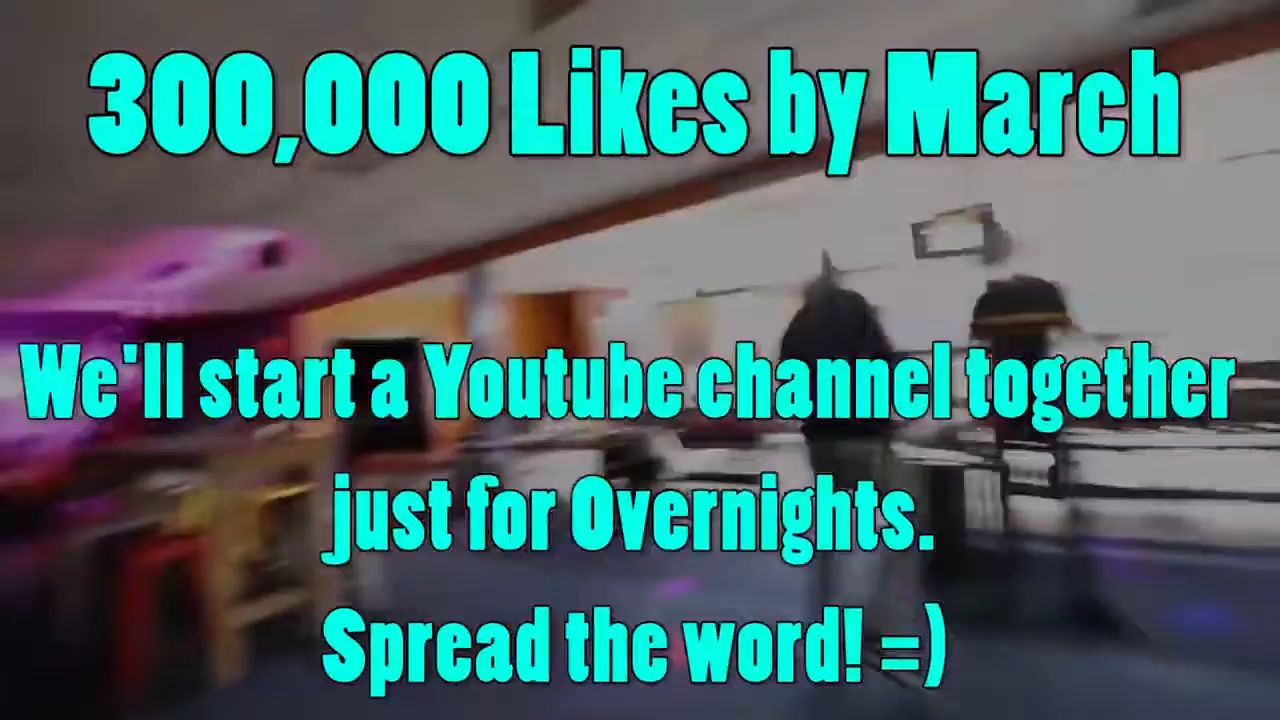 300,000 Likes by March
We'll start a Youtube channel together
just for Overnights.
Spread the word! =)